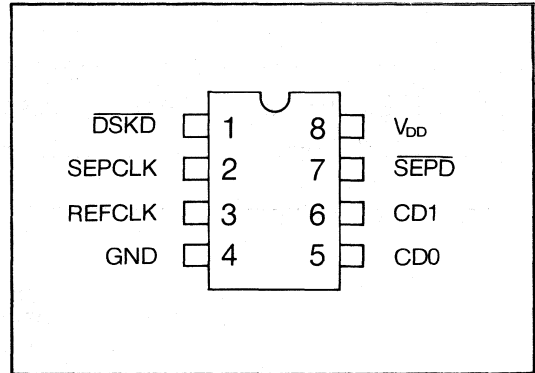 DSKD 1 8 VDD
SEPCLK 2 7 SEPD
REFCLK 3 6 CD1
GND 4 5 CD0